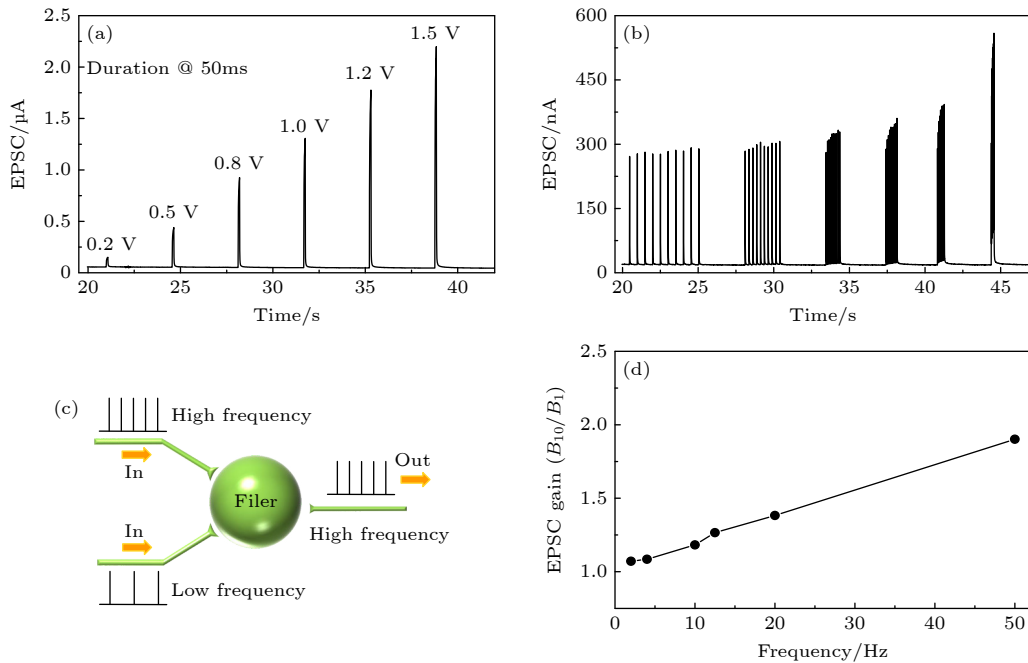 (a)
Duration @ 50ms
0.2 V
0.5 V
0.8 V
1.0 V
1.2 V
1.5 V
EPSC/μA
2.5
2.0
1.5
1.0
0.5
0
20 25 30 35 40
Time/s
(b)
EPSC/nA
600
450
300
150
0
20 25 30 35 40 45
Time/s
(c)
High frequency
In
Filer
In
Low frequency
Out
High frequency
(d)
EPSC gain (B10/B1)
2.5
2.0
1.5
1.0
0 10 20 30 40 50
Frequency/Hz